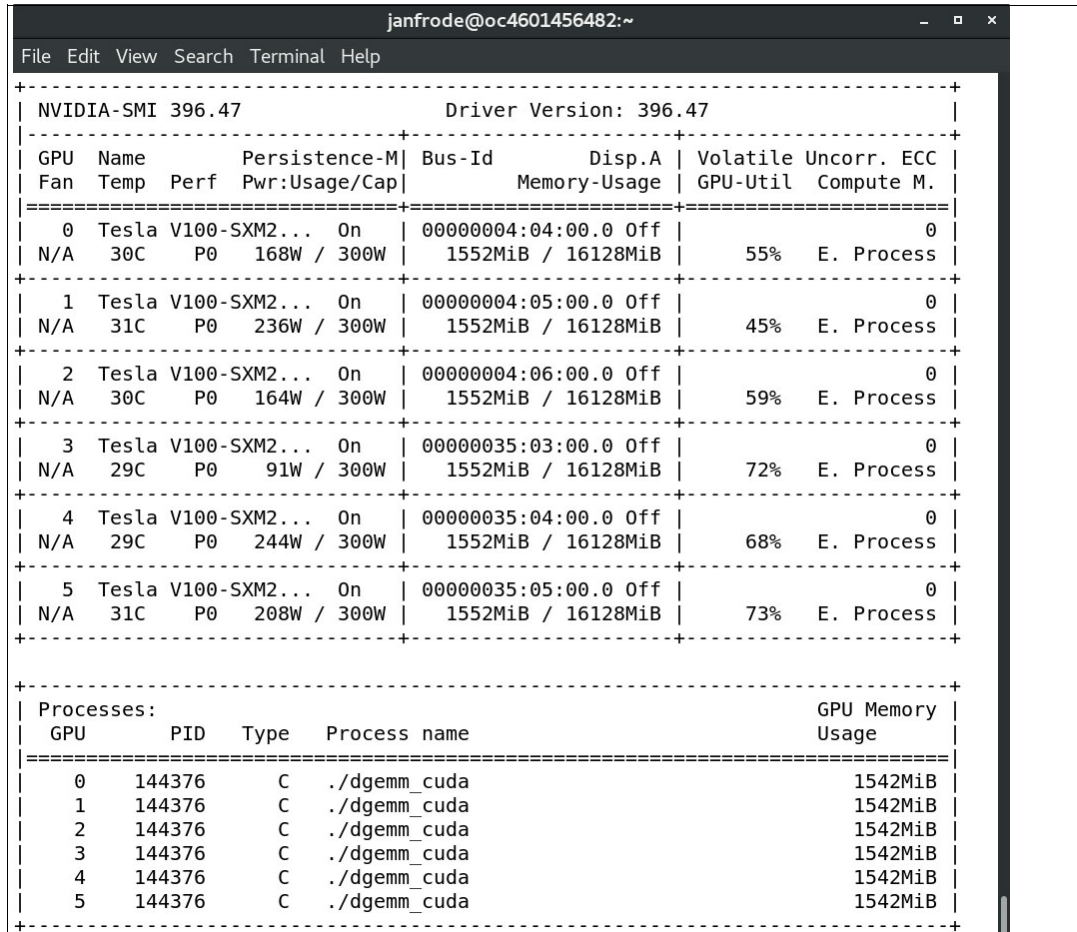 janfrode@oc4601456482:~
File Edit View Search Terminal Help
+-----------------------------------------------------------------------------+
| NVIDIA-SMI 396.47                 Driver Version: 396.47                    |
|-------------------------------+----------------------+----------------------+
| GPU  Name        Persistence-M| Bus-Id        Disp.A | Volatile Uncorr. ECC |
| Fan  Temp  Perf  Pwr:Usage/Cap|         Memory-Usage | GPU-Util  Compute M. |
|===============================+======================+======================|
|   0  Tesla V100-SXM2...  On   | 00000004:04:00.0 Off |                    0 |
| N/A   30C    P0   168W / 300W |   1552MiB / 16128MiB |     55%   E. Process |
+-------------------------------+----------------------+----------------------+
|   1  Tesla V100-SXM2...  On   | 00000004:05:00.0 Off |                    0 |
| N/A   31C    P0   236W / 300W |   1552MiB / 16128MiB |     45%   E. Process |
+-------------------------------+----------------------+----------------------+
|   2  Tesla V100-SXM2...  On   | 00000004:06:00.0 Off |                    0 |
| N/A   30C    P0   164W / 300W |   1552MiB / 16128MiB |     59%   E. Process |
+-------------------------------+----------------------+----------------------+
|   3  Tesla V100-SXM2...  On   | 00000035:03:00.0 Off |                    0 |
| N/A   29C    P0    91W / 300W |   1552MiB / 16128MiB |     72%   E. Process |
+-------------------------------+----------------------+----------------------+
|   4  Tesla V100-SXM2...  On   | 00000035:04:00.0 Off |                    0 |
| N/A   29C    P0   244W / 300W |   1552MiB / 16128MiB |     68%   E. Process |
+-------------------------------+----------------------+----------------------+
|   5  Tesla V100-SXM2...  On   | 00000035:05:00.0 Off |                    0 |
| N/A   31C    P0   208W / 300W |   1552MiB / 16128MiB |     73%   E. Process |
+-------------------------------+----------------------+----------------------+
+-----------------------------------------------------------------------------+
| Processes:                                                       GPU Memory |
|  GPU       PID   Type   Process name                             Usage      |
|=============================================================================|
|    0    144376      C   ./dgemm_cuda                                1542MiB |
|    1    144376      C   ./dgemm_cuda                                1542MiB |
|    2    144376      C   ./dgemm_cuda                                1542MiB |
|    3    144376      C   ./dgemm_cuda                                1542MiB |
|    4    144376      C   ./dgemm_cuda                                1542MiB |
|    5    144376      C   ./dgemm_cuda                                1542MiB |
+-----------------------------------------------------------------------------+